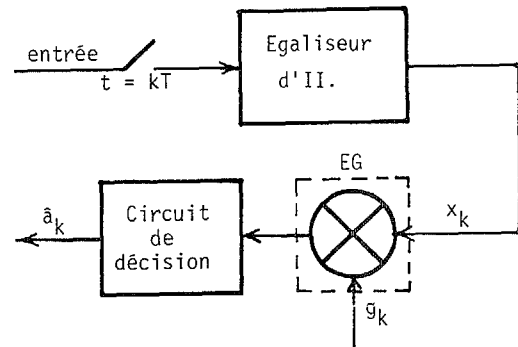 entrée
t = kT
Egaliseur
d'II.
EG
x_k
g̃_k
Circuit
de
décision
â_k